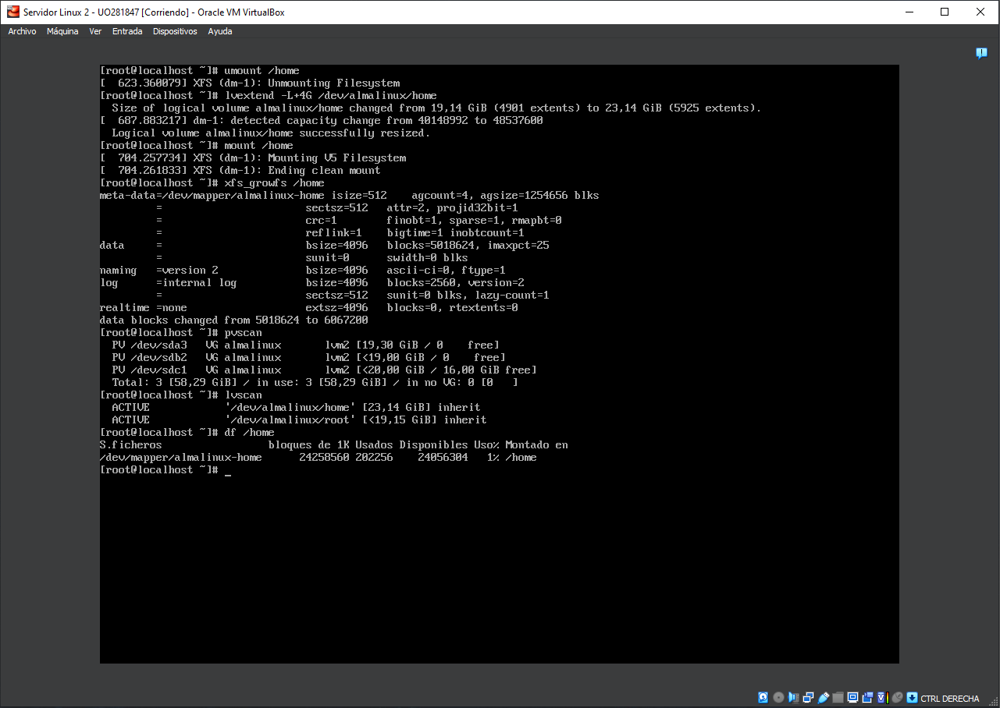 Servidor Linux 2 - UO281847 [Corriendo] - Oracle VM VirtualBox
Archivo Máquina Ver Entrada Dispositivos Ayuda
[root@localhost ~]# umount /home
[  623.360079] XFS (dm-1): Unmounting Filesystem
[root@localhost ~]# lvextend -L+4G /dev/almalinux/home
  Size of logical volume almalinux/home changed from 19,14 GiB (4901 extents) to 23,14 GiB (5925 extents).
[  687.883217] dm-1: detected capacity change from 40148992 to 48537600
  Logical volume almalinux/home successfully resized.
[root@localhost ~]# mount /home
[  704.257734] XFS (dm-1): Mounting V5 Filesystem
[  704.261833] XFS (dm-1): Ending clean mount
[root@localhost ~]# xfs_growfs /home
meta-data=/dev/mapper/almalinux-home isize=512    agcount=4, agsize=1254656 blks
         =                       sectsz=512   attr=2, projid32bit=1
         =                       crc=1        finobt=1, sparse=1, rmapbt=0
         =                       reflink=1    bigtime=1 inobtcount=1
data     =                       bsize=4096   blocks=5018624, imaxpct=25
         =                       sunit=0      swidth=0 blks
naming   =version 2              bsize=4096   ascii-ci=0, ftype=1
log      =internal log           bsize=4096   blocks=2560, version=2
         =                       sectsz=512   sunit=0 blks, lazy-count=1
realtime =none                   extsz=4096   blocks=0, rtextents=0
data blocks changed from 5018624 to 6067200
[root@localhost ~]# pvscan
  PV /dev/sda3   VG almalinux       lvm2 [19,30 GiB / 0    free]
  PV /dev/sdb2   VG almalinux       lvm2 [<19,00 GiB / 0    free]
  PV /dev/sdc1   VG almalinux       lvm2 [<20,00 GiB / 16,00 GiB free]
  Total: 3 [58,29 GiB] / in use: 3 [58,29 GiB] / in no VG: 0 [0   ]
[root@localhost ~]# lvscan
  ACTIVE            '/dev/almalinux/home' [23,14 GiB] inherit
  ACTIVE            '/dev/almalinux/root' [<19,15 GiB] inherit
[root@localhost ~]# df /home
S.ficheros                 bloques de 1K Usados Disponibles Uso% Montado en
/dev/mapper/almalinux-home      24258560 202256    24056304   1% /home
[root@localhost ~]# _
CTRL DERECHA